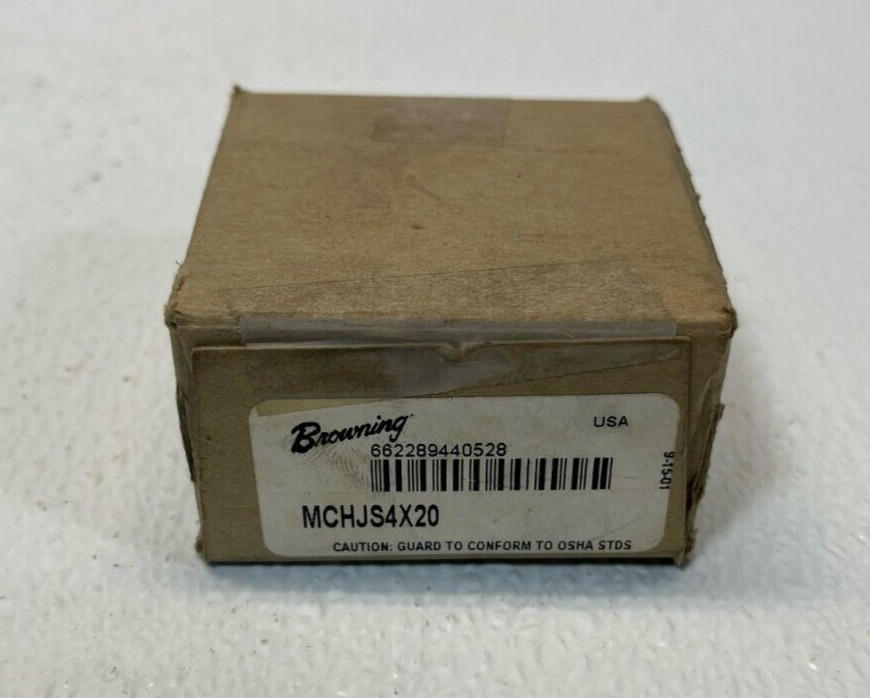 Browning
USA
662289440528
9-15-01
MCHJS4X20
CAUTION: GUARD TO CONFORM TO OSHA STDS